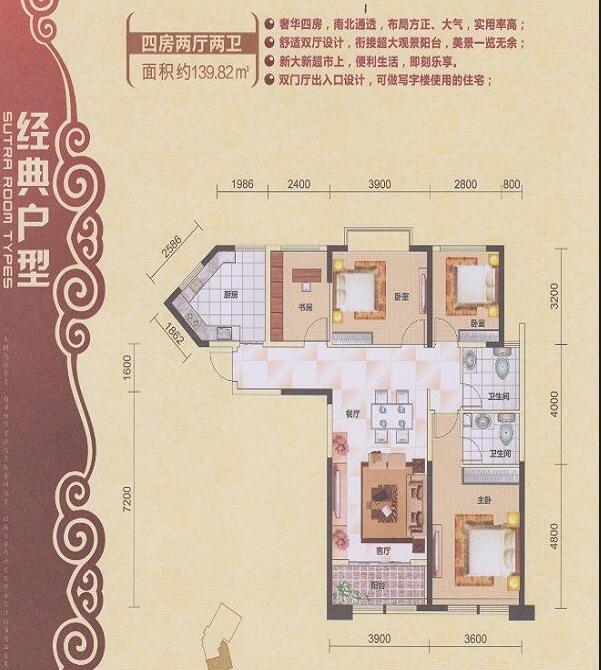 四房两厅两卫
面积约139.82㎡
奢华四房，南北通透，布局方正、大气，实用率高；
舒适双厅设计，衔接超大观景阳台，美景一览无余；
新大新超市上，便利生活，即刻乐享。
双门厅出入口设计，可做写字楼使用的住宅；
经典户型
SUTRA ROOM TYPES
1986 2400 3900 2800 800
2586
1862
1600
7200
3200
4000
4800
厨房
书房
卧室
卧室
卫生间
餐厅
卫生间
主卧
客厅
阳台
3900 3600